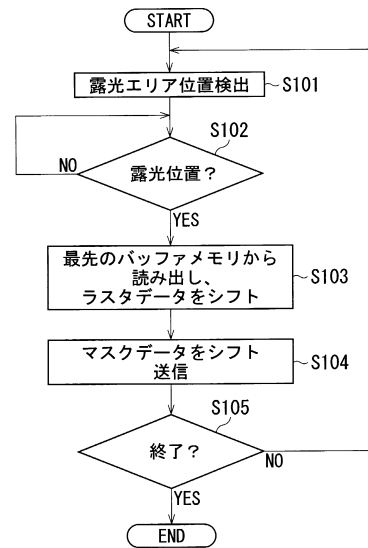 START
露光エリア位置検出
S101
S102
NO
露光位置？
YES
最先のバッファメモリから
読み出し、
ラスタデータをシフト
S103
マスクデータをシフト
送信
S104
S105
終了？
NO
YES
END